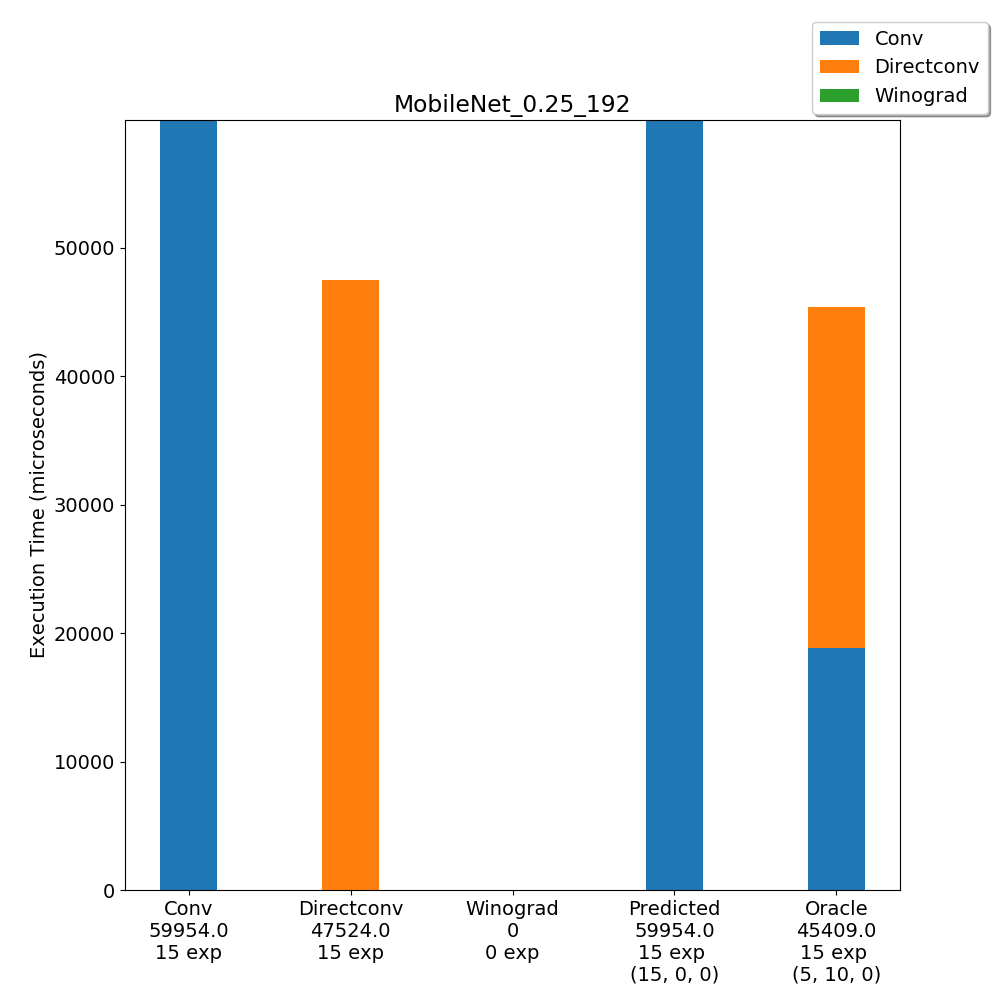 Conv
Directconv
Winograd
MobileNet_0.25_192
Execution Time (microseconds)
50000
40000
30000
20000
10000
0
Conv
59954.0
15 exp
Directconv
47524.0
15 exp
Winograd
0
0 exp
Predicted
59954.0
15 exp
(15, 0, 0)
Oracle
45409.0
15 exp
(5, 10, 0)